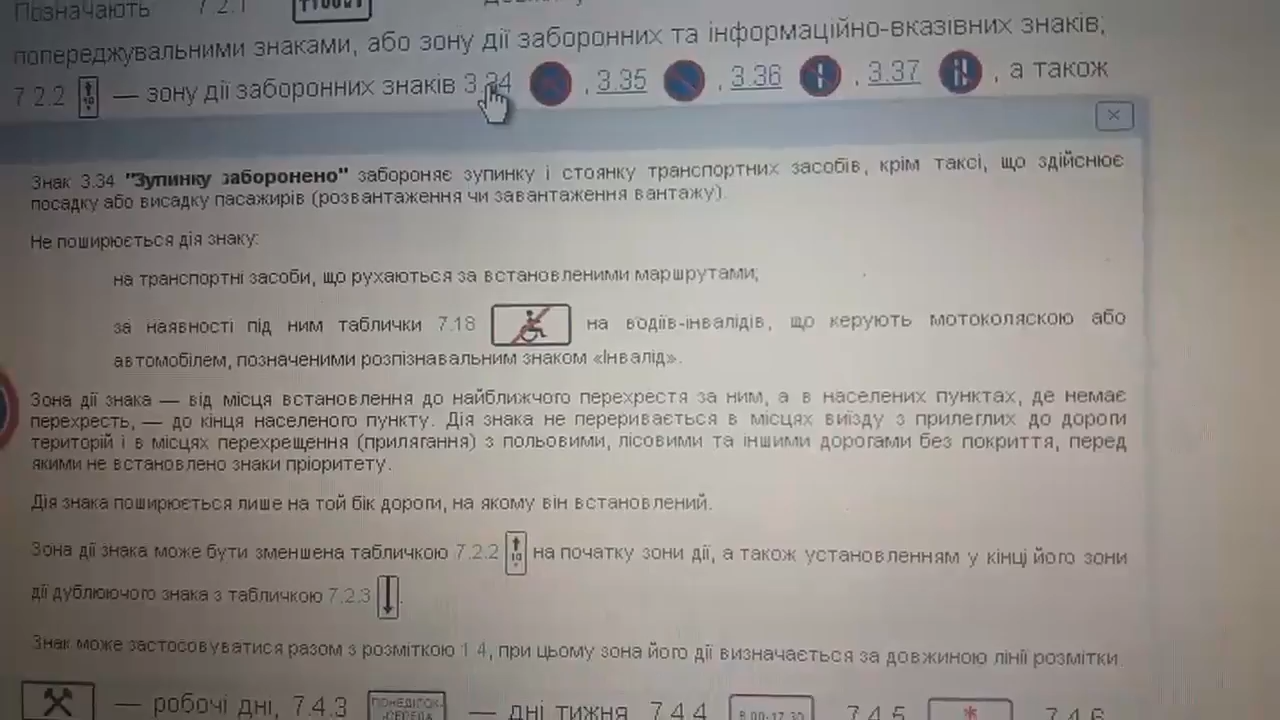 Позначають 7.2.1
попереджувальними знаками, або зону дії заборонних та інформаційно-вказівних знаків;
7.2.2 — зону дії заборонних знаків 3.34 , 3.35 , 3.36 , 3.37 , а також
Знак 3.34 "Зупинку заборонено" забороняє зупинку і стоянку транспортних засобів, крім таксі, що здійснює
посадку або висадку пасажирів (розвантаження чи завантаження вантажу).
Не поширюється дія знаку:
на транспортні засоби, що рухаються за встановленими маршрутами;
за наявності під ним таблички 7.18 на водіїв-інвалідів, що керують мотоколяскою або
автомобілем, позначеними розпізнавальним знаком «Інвалід».
Зона дії знака — від місця встановлення до найближчого перехрестя за ним, а в населених пунктах, де немає
перехресть, — до кінця населеного пункту. Дія знака не переривається в місцях виїзду з прилеглих до дороги
територій і в місцях перехрещення (прилягання) з польовими, лісовими та іншими дорогами без покриття, перед
якими не встановлено знаки пріоритету.
Дія знака поширюється лише на той бік дороги, на якому він встановлений.
Зона дії знака може бути зменшена табличкою 7.2.2 на початку зони дії, а також установленням у кінці його зони
дії дублюючого знака з табличкою 7.2.3 .
Знак може застосовуватися разом з розміткою 1.4, при цьому зона його дії визначається за довжиною лінії розмітки.
— робочі дні, 7.4.3 ПОНЕДІЛОК- — дні тижня 7.4.4 8.00-17.30 7.4.5 7.4.6